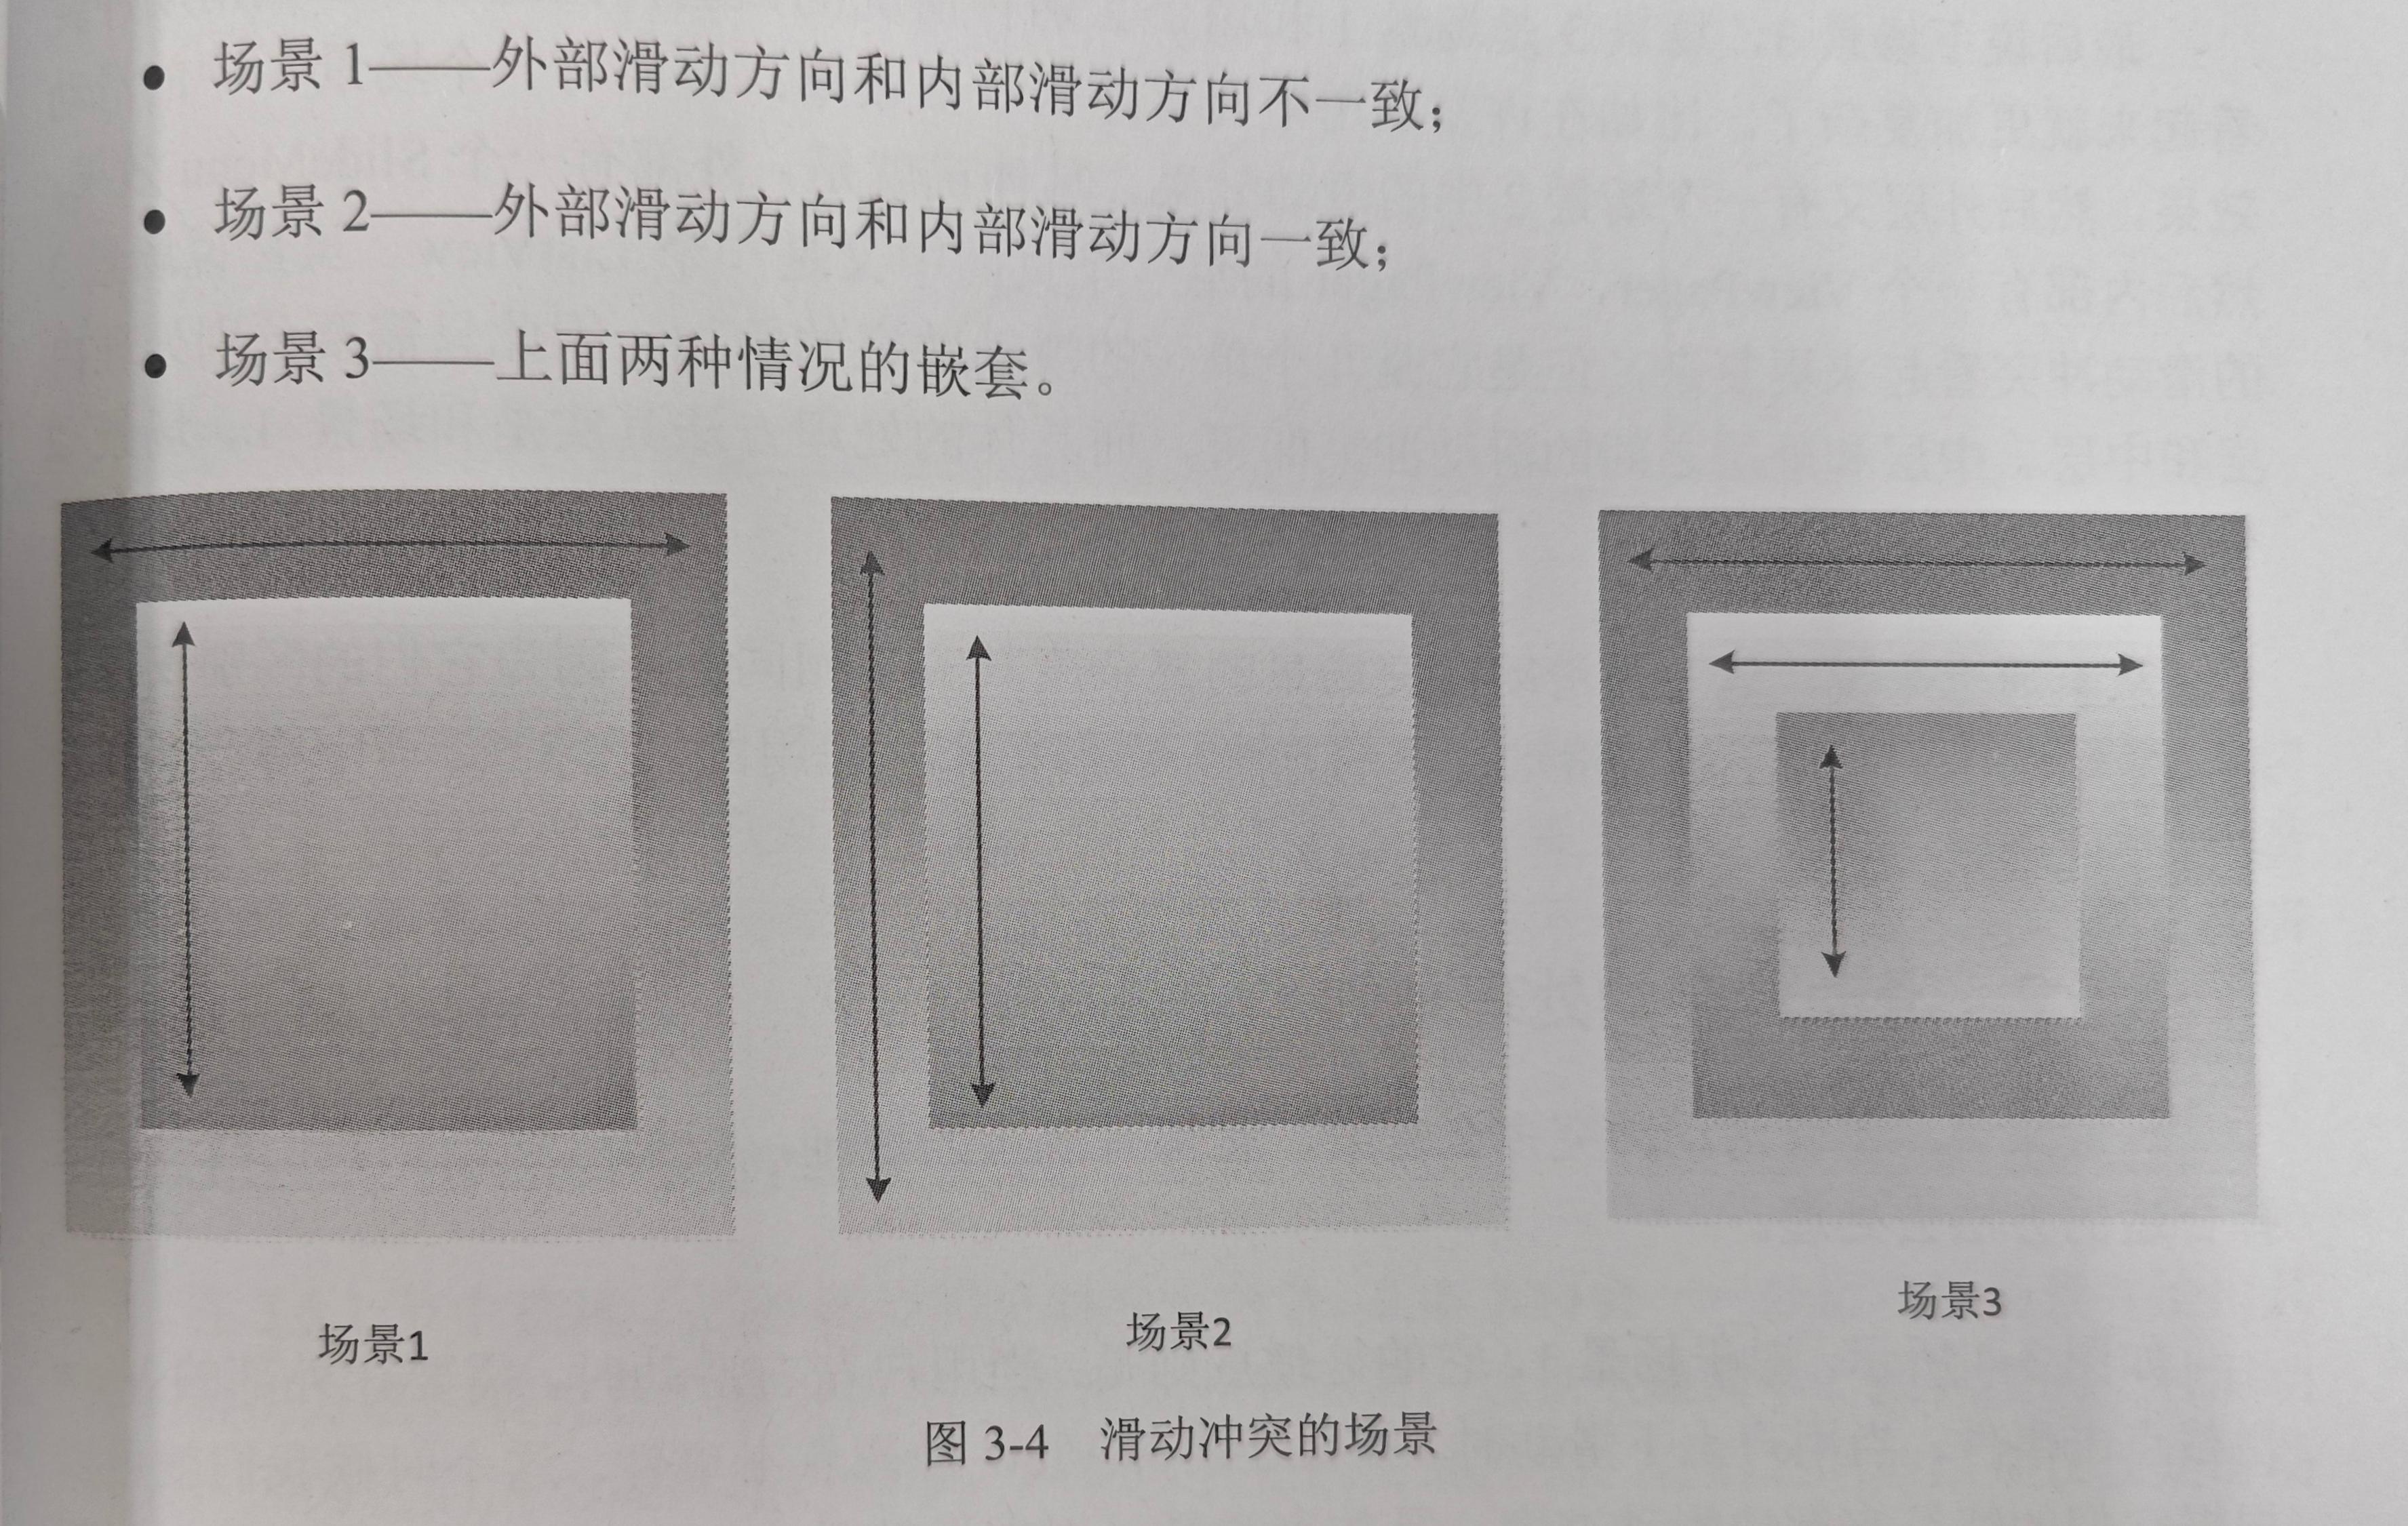 ● 场景 1——外部滑动方向和内部滑动方向不一致；
● 场景 2——外部滑动方向和内部滑动方向一致；
● 场景 3——上面两种情况的嵌套。
场景1
场景2
场景3
图 3-4 滑动冲突的场景